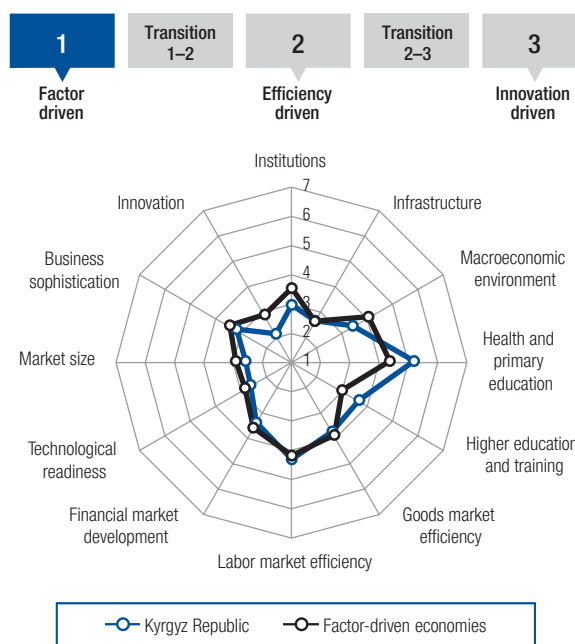 1
Transition
1–2
2
Transition
2–3
3
Factor
driven
Efficiency
driven
Innovation
driven
Institutions
7
6
5
4
3
2
1
Infrastructure
Macroeconomic
environment
Health and
primary
education
Higher education
and training
Goods market
efficiency
Labor market efficiency
Financial market
development
Technological
readiness
Market size
Business
sophistication
Innovation
Kyrgyz Republic
Factor-driven economies